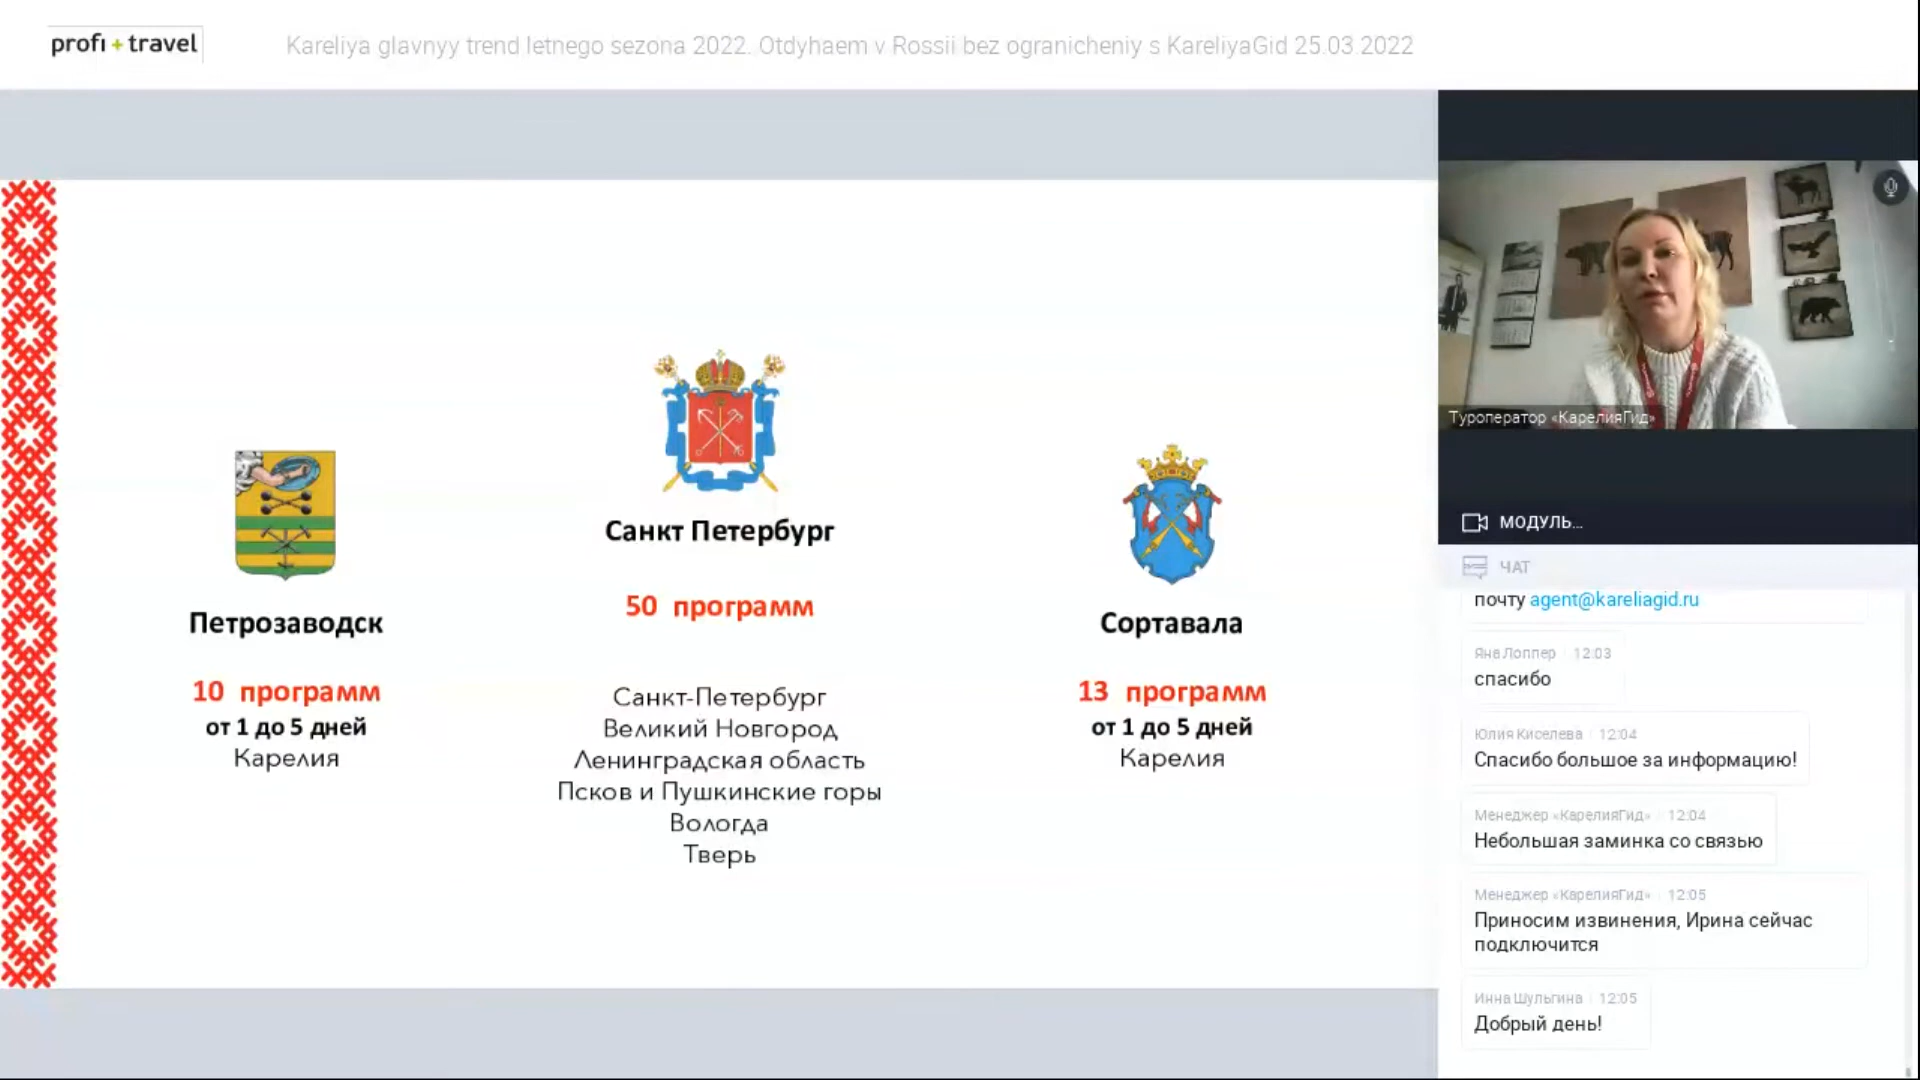 profi + travel
Kareliya glavnyy trend letnego sezona 2022. Otdyhaem v Rossii bez ogranicheniy s KareliyaGid 25.03 2022
Петрозаводск
10 программ
от 1 до 5 дней
Карелия
Санкт Петербург
50 программ
Санкт-Петербург
Великий Новгород
Ленинградская область
Псков и Пушкинские горы
Вологда
Тверь
Сортавала
13 программ
от 1 до 5 дней
Карелия
Туроператор «КарелияГид»
МОДУЛЬ...
ЧАТ
почту agent@kareliagid.ru
Яна Лоппер 12:03
спасибо
Юлия Киселева 12:04
Спасибо большое за информацию!
Менеджер «КарелияГид» 12:04
Небольшая заминка со связью
Менеджер «КарелияГид» 12:05
Приносим извинения, Ирина сейчас
подключится
Инна Шульгина 12:05
Добрый день!